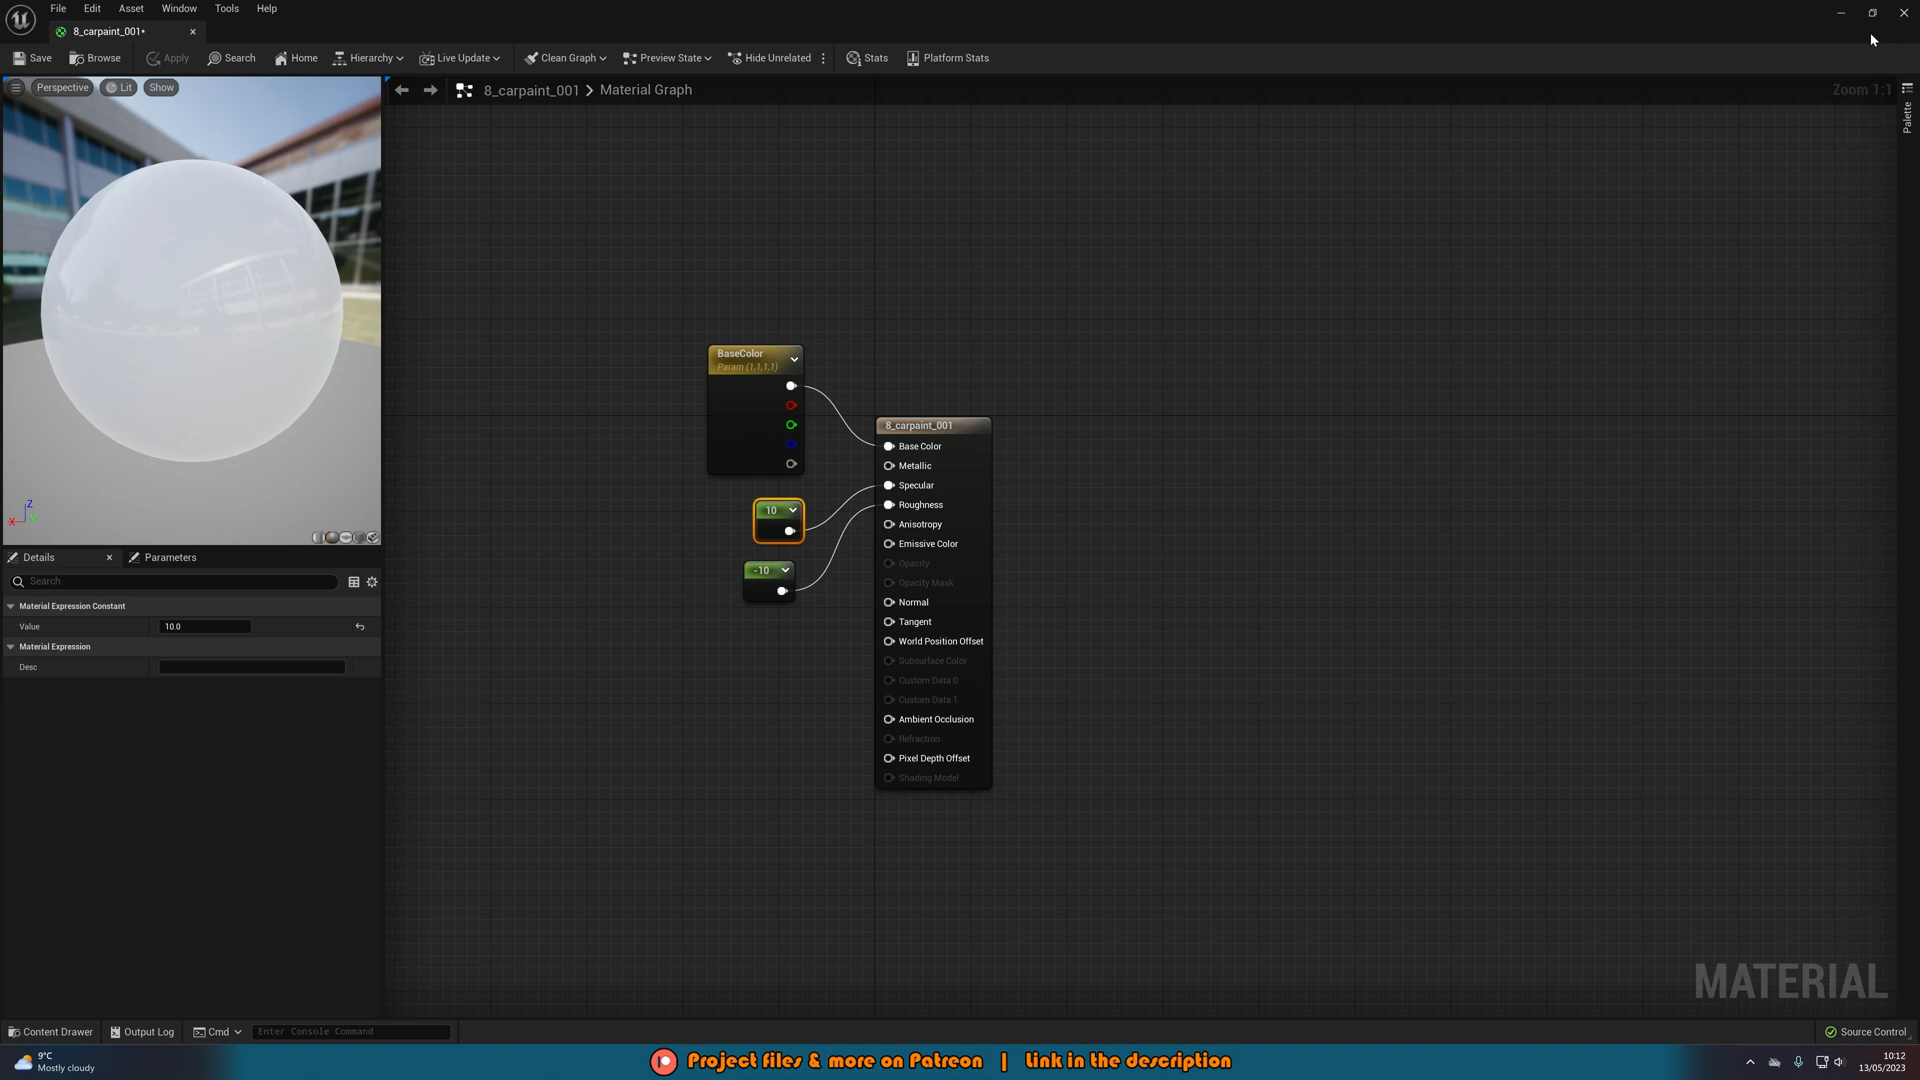 File Edit Asset Window Tools Help
8_carpaint_001•
Save Browse Apply Search Home Hierarchy Live Update Clean Graph Preview State Hide Unrelated Stats Platform Stats
Perspective Lit Show
8_carpaint_001 > Material Graph
Zoom 1:1
Palette
BaseColor
Param (1,1,1,1)
8_carpaint_001
Base Color
Metallic
Specular
Roughness
Anisotropy
Emissive Color
Opacity
Opacity Mask
Normal
Tangent
World Position Offset
Subsurface Color
Custom Data 0
Custom Data 1
Ambient Occlusion
Refraction
Pixel Depth Offset
Shading Model
10
-10
Z
X
Details Parameters
Search
Material Expression Constant
Value 10.0
Material Expression
Desc
MATERIAL
Content Drawer Output Log Cmd Enter Console Command
Source Control
9°C
Mostly cloudy
Project files & more on Patreon | Link in the description
10:12
13/05/2023